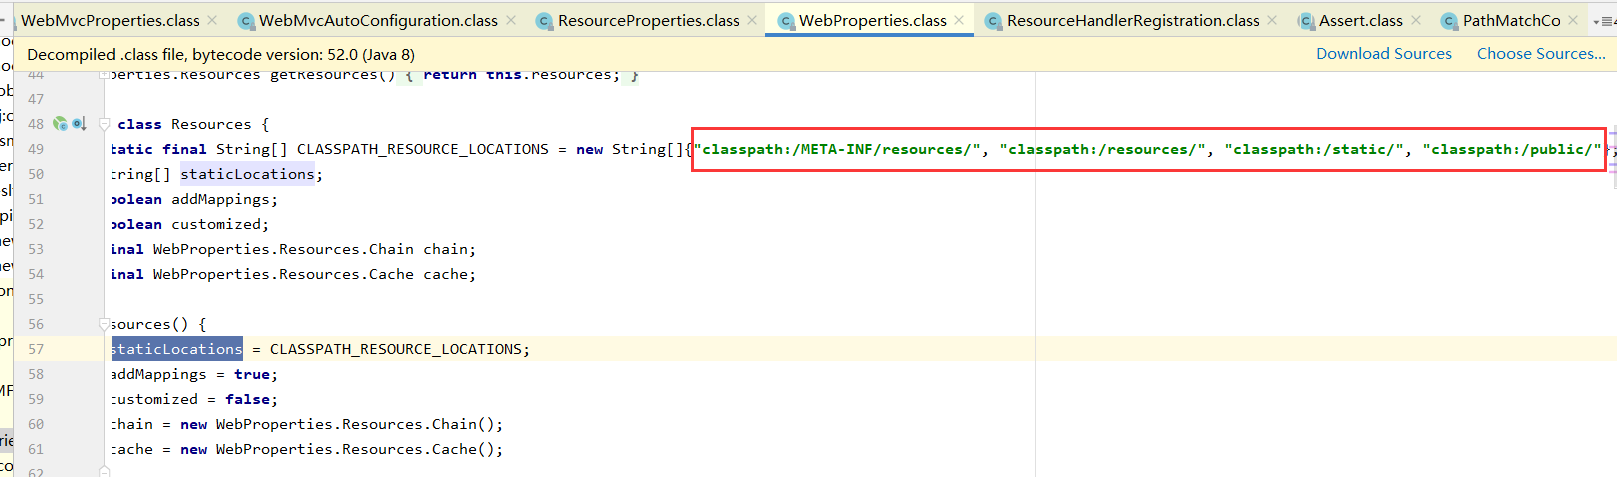 WebMvcProperties.class WebMvcAutoConfiguration.class ResourceProperties.class WebProperties.class ResourceHandlerRegistration.class Assert.class PathMatchCo
Decompiled .class file, bytecode version: 52.0 (Java 8) Download Sources Choose Sources...
44 perties.Resources getResources() { return this.resources; }
47
48 class Resources {
49 tatic final String[] CLASSPATH_RESOURCE_LOCATIONS = new String[]{"classpath:/META-INF/resources/", "classpath:/resources/", "classpath:/static/", "classpath:/public/"};
50 tring[] staticLocations;
51 oolean addMappings;
52 oolean customized;
53 inal WebProperties.Resources.Chain chain;
54 inal WebProperties.Resources.Cache cache;
55
56 sources() {
57 staticLocations = CLASSPATH_RESOURCE_LOCATIONS;
58 addMappings = true;
59 customized = false;
60 chain = new WebProperties.Resources.Chain();
61 cache = new WebProperties.Resources.Cache();
62